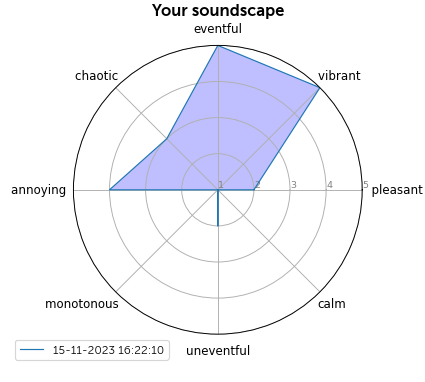 Your soundscape
eventful
chaotic
vibrant
annoying
1
2
3
4
5
pleasant
monotonous
calm
uneventful
15-11-2023 16:22:10